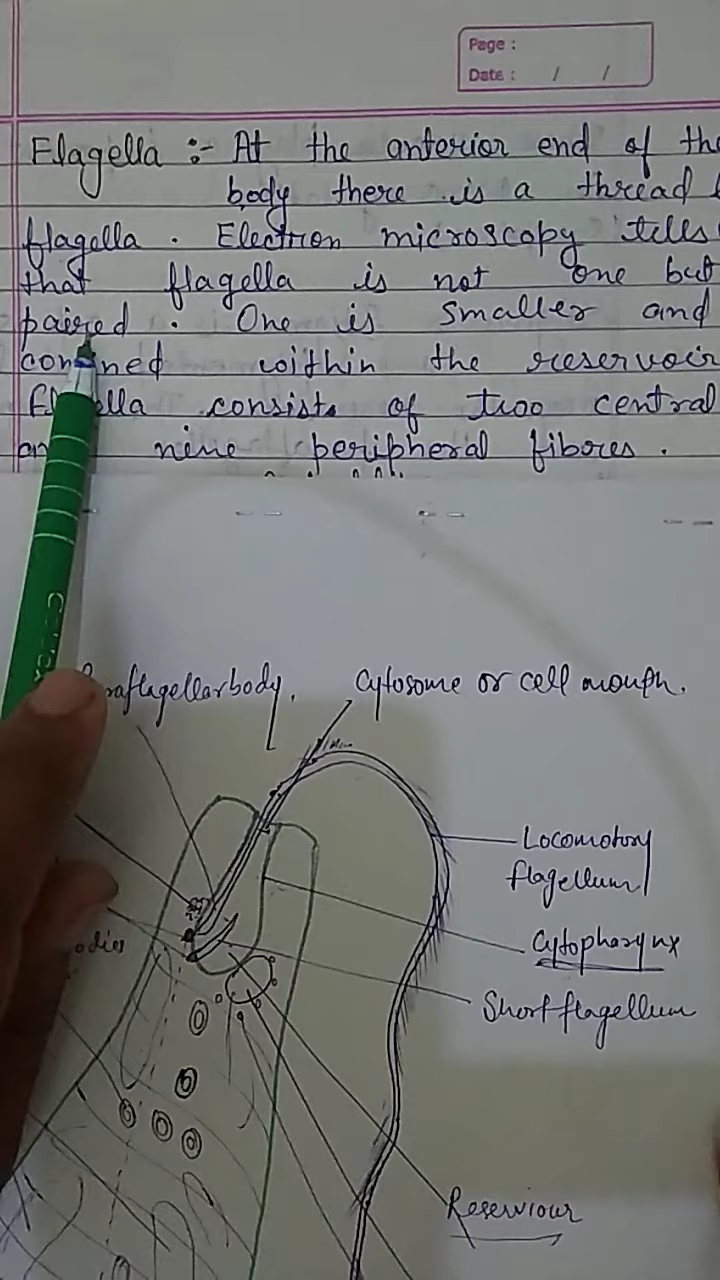 Page :
Date : / /
Flagella :- At the anterior end of the
body there is a thread
flagella . Electron microscopy tells
that flagella is not one but
paired . One is smaller and
within the reservoir
consists of two central
nine peripheral fibres .
Cytosome or cell mouth.
Locomotory
flagellum
Cytopharynx
Short flagellum
Reserviour